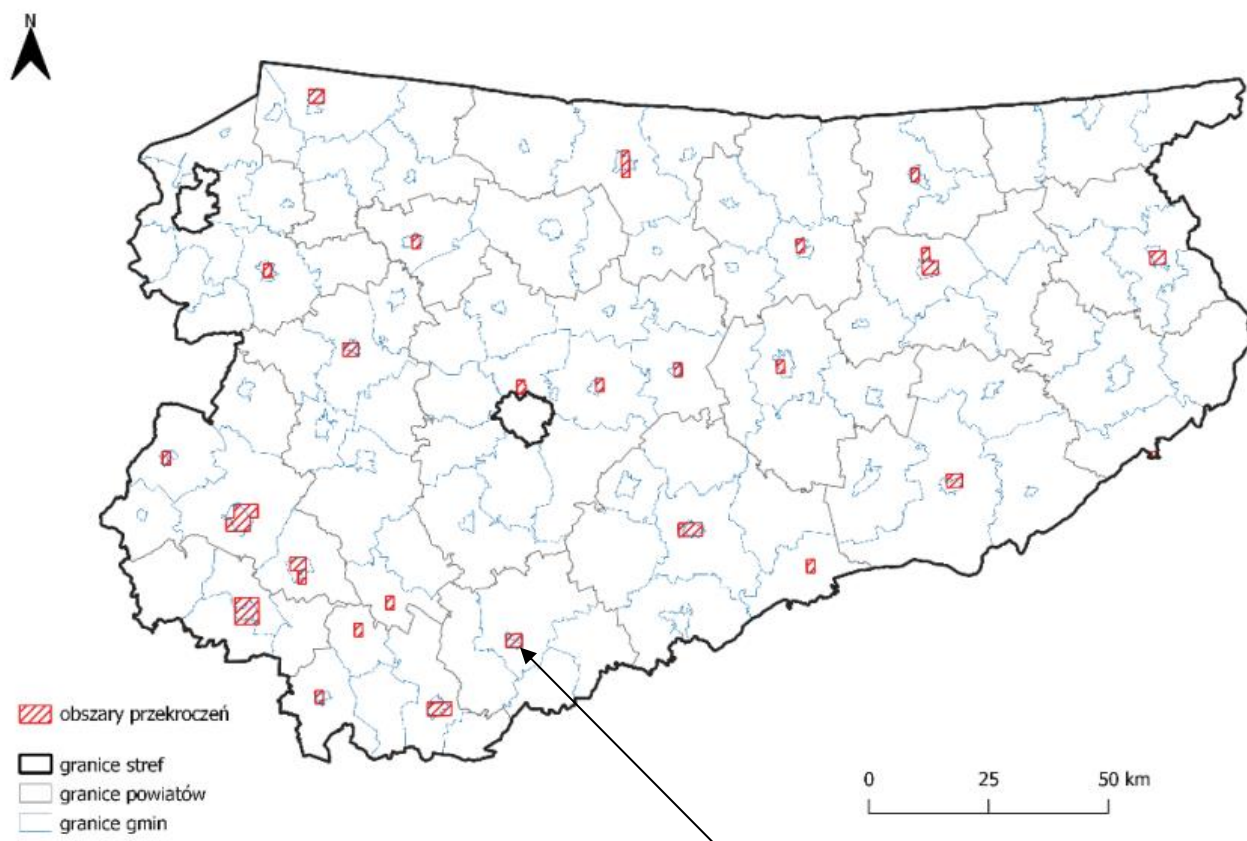 N
obszary przekroczeń
granice stref
granice powiatów
granice gmin
0 25 50 km